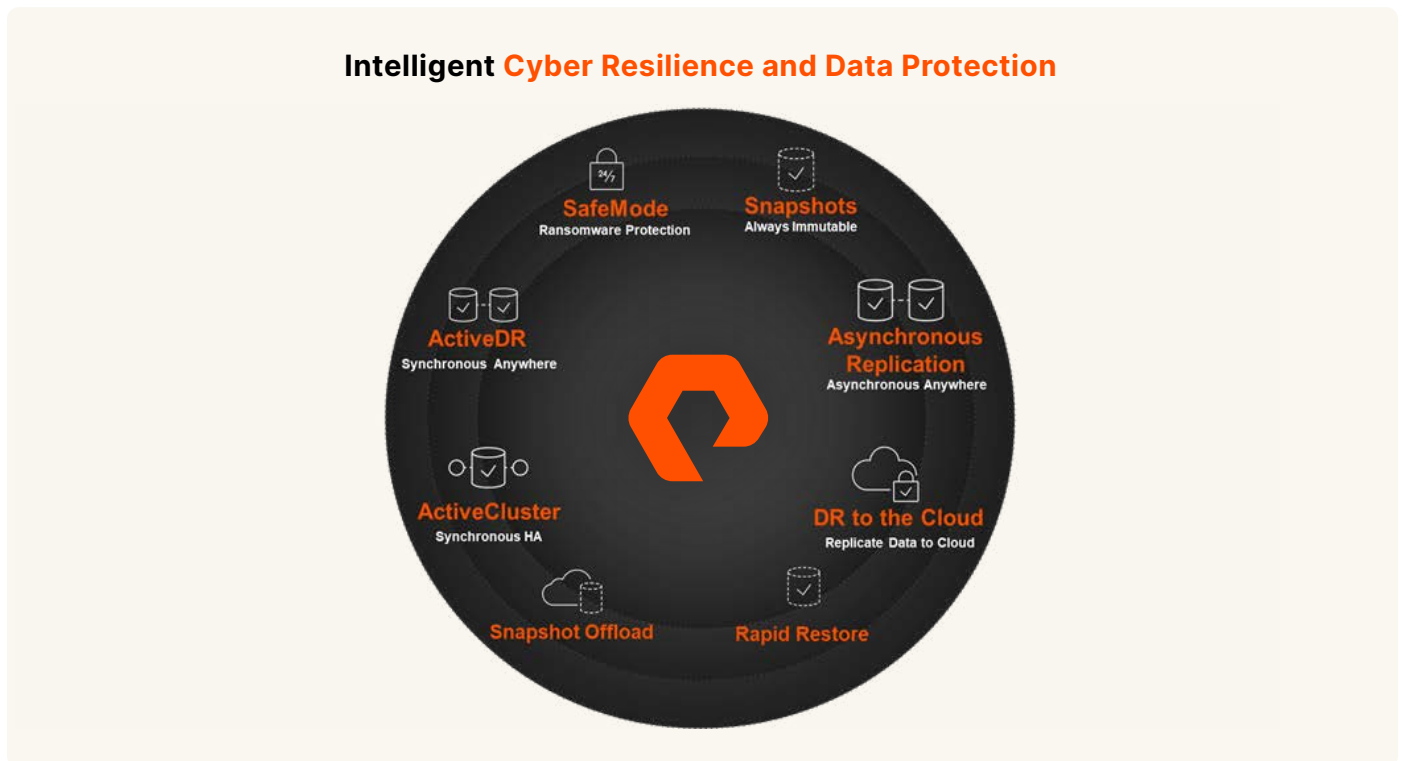 Intelligent Cyber Resilience and Data Protection
24/7
SafeMode
Ransomware Protection
Snapshots
Always Immutable
ActiveDR
Synchronous Anywhere
Asynchronous
Replication
Asynchronous Anywhere
ActiveCluster
Synchronous HA
DR to the Cloud
Replicate Data to Cloud
Snapshot Offload
Rapid Restore